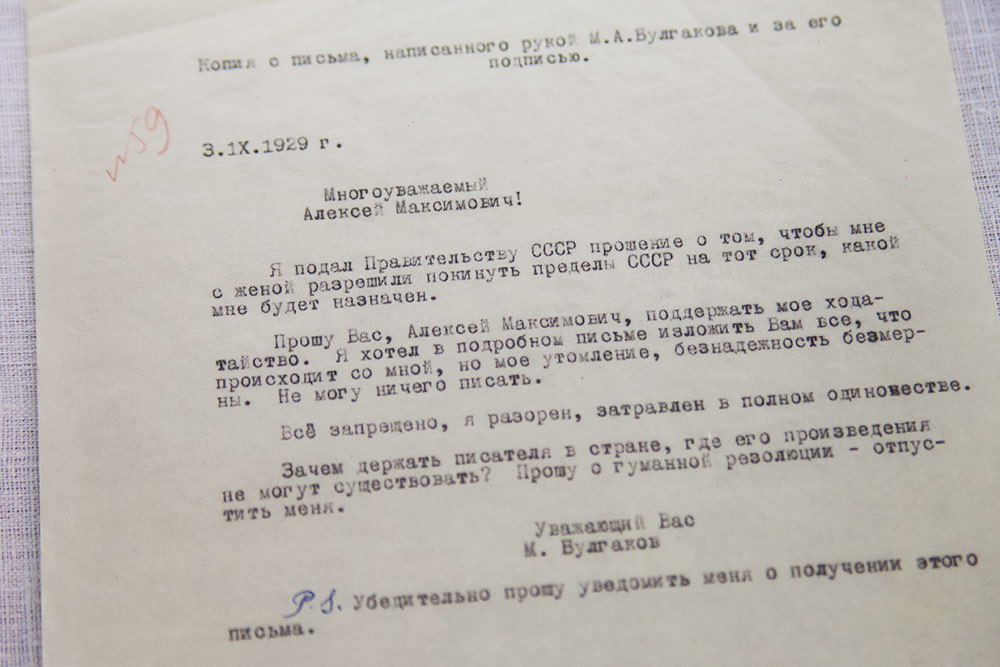 Копия с письма, написанного рукой М.А.Булгакова и за его
подписью.
№59
3.IX.1929 г.
Многоуважаемый
Алексей Максимович!
Я подал Правительству СССР прошение о том, чтобы мне
с женой разрешили покинуть пределы СССР на тот срок, какой
мне будет назначен.
Прошу Вас, Алексей Максимович, поддержать мое хода-
тайство. Я хотел в подробном письме изложить Вам все, что
происходит со мной, но мое утомление, безнадежность безмер-
ны. Не могу ничего писать.
Всё запрещено, я разорен, затравлен в полном одиночестве.
Зачем держать писателя в стране, где его произведения
не могут существовать? Прошу о гуманной резолюции - отпус-
тить меня.
Уважающий Вас
М. Булгаков
P.S. Убедительно прошу уведомить меня о получении этого
письма.